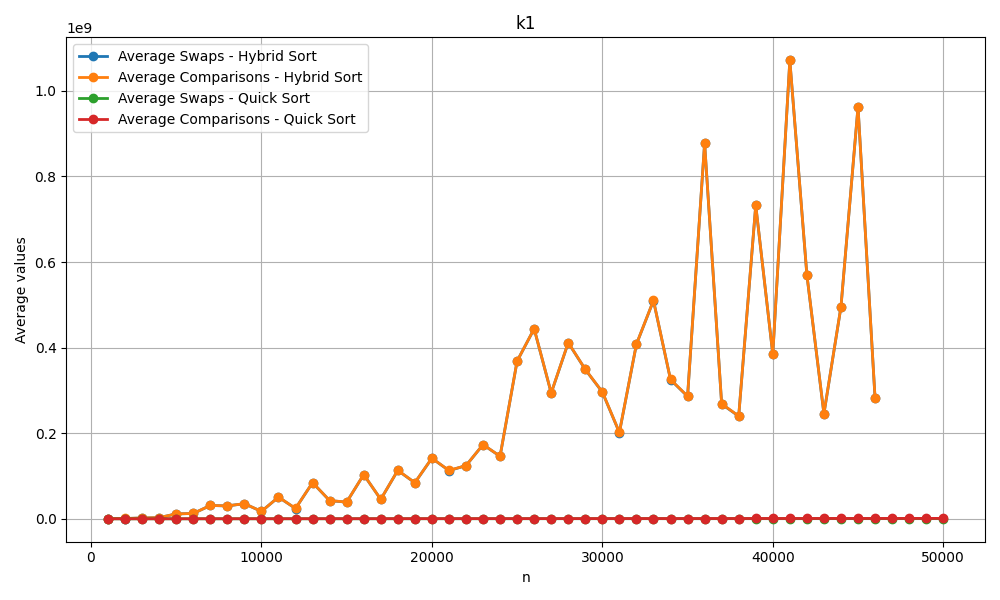 k1
1e9
Average Swaps - Hybrid Sort
Average Comparisons - Hybrid Sort
Average Swaps - Quick Sort
Average Comparisons - Quick Sort
1.0
0.8
0.6
0.4
0.2
0.0
Average values
0 10000 20000 30000 40000 50000
n